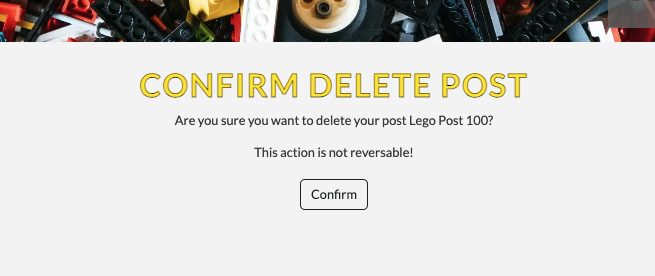 CONFIRM DELETE POST
Are you sure you want to delete your post Lego Post 100?
This action is not reversable!
Confirm